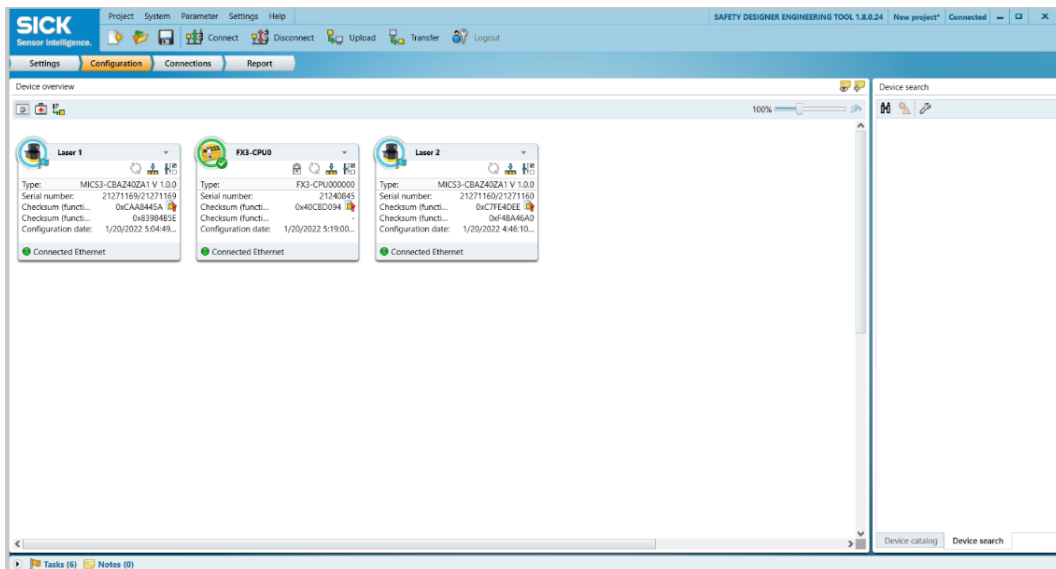 SICK
Sensor Intelligence.
Project System Parameter Settings Help
SAFETY DESIGNER ENGINEERING TOOL 1.8.0.24 New project* Connected
Connect Disconnect Upload Transfer Logout
Settings Configuration Connections Report
Device overview
Device search
100%
Laser 1
Type: MICS3-CBAZ40ZA1 V 1.0.0
Serial number: 21271169/21271169
Checksum (functi... 0xCAA8445A
Checksum (functi... 0x83984B5E
Configuration date: 1/20/2022 5:04:49...
Connected Ethernet
FX3-CPU0
Type: FX3-CPU000000
Serial number: 21240845
Checksum (functi... 0x40CBD094
Checksum (functi... -
Configuration date: 1/20/2022 5:19:00...
Connected Ethernet
Laser 2
Type: MICS3-CBAZ40ZA1 V 1.0.0
Serial number: 21271160/21271160
Checksum (functi... 0xC7FE4DEE
Checksum (functi... 0xF48A46A0
Configuration date: 1/20/2022 4:46:10...
Connected Ethernet
Device catalog Device search
Tasks (6) Notes (0)